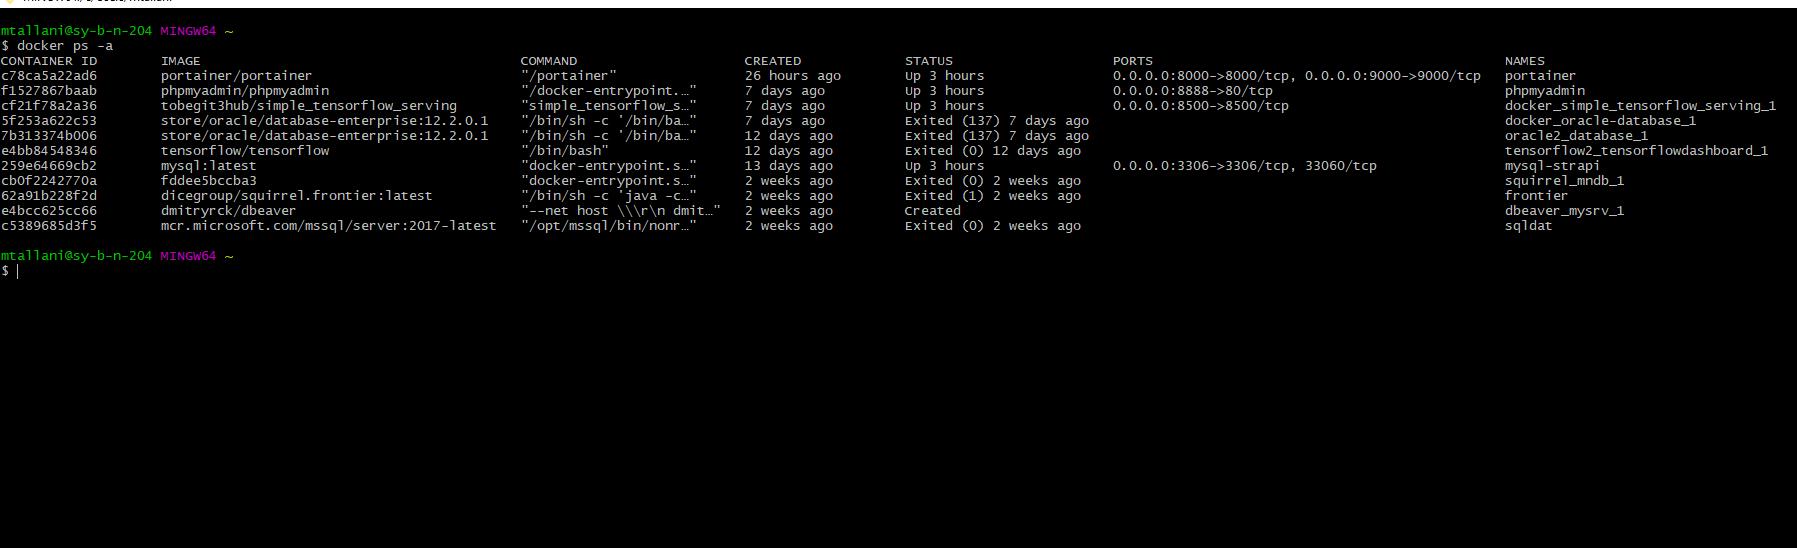 mtallani@sy-b-n-204 MINGW64 ~
$ docker ps -a
CONTAINER ID IMAGE COMMAND CREATED STATUS PORTS NAMES
c78ca5a22ad6 portainer/portainer "/portainer" 26 hours ago Up 3 hours 0.0.0.0:8000->8000/tcp, 0.0.0.0:9000->9000/tcp portainer
f1527867baab phpmyadmin/phpmyadmin "/docker-entrypoint.…" 7 days ago Up 3 hours 0.0.0.0:8888->80/tcp phpmyadmin
cf21f78a2a36 tobegit3hub/simple_tensorflow_serving "simple_tensorflow_s…" 7 days ago Up 3 hours 0.0.0.0:8500->8500/tcp docker_simple_tensorflow_serving_1
5f253a622c53 store/oracle/database-enterprise:12.2.0.1 "/bin/sh -c '/bin/ba…" 7 days ago Exited (137) 7 days ago docker_oracle-database_1
7b313374b006 store/oracle/database-enterprise:12.2.0.1 "/bin/sh -c '/bin/ba…" 12 days ago Exited (137) 7 days ago oracle2_database_1
e4bb84548346 tensorflow/tensorflow "/bin/bash" 12 days ago Exited (0) 12 days ago tensorflow2_tensorflowdashboard_1
259e64669cb2 mysql:latest "docker-entrypoint.s…" 13 days ago Up 3 hours 0.0.0.0:3306->3306/tcp, 33060/tcp mysql-strapi
cb0f2242770a fddee5bccba3 "docker-entrypoint.s…" 2 weeks ago Exited (0) 2 weeks ago squirrel_mndb_1
62a91b228f2d dicegroup/squirrel.frontier:latest "/bin/sh -c 'java -c…" 2 weeks ago Exited (1) 2 weeks ago frontier
e4bcc625cc66 dmitryrck/dbeaver "--net host \\\r\n dmit…" 2 weeks ago Created dbeaver_mysrv_1
c5389685d3f5 mcr.microsoft.com/mssql/server:2017-latest "/opt/mssql/bin/nonr…" 2 weeks ago Exited (0) 2 weeks ago sqldat
mtallani@sy-b-n-204 MINGW64 ~
$